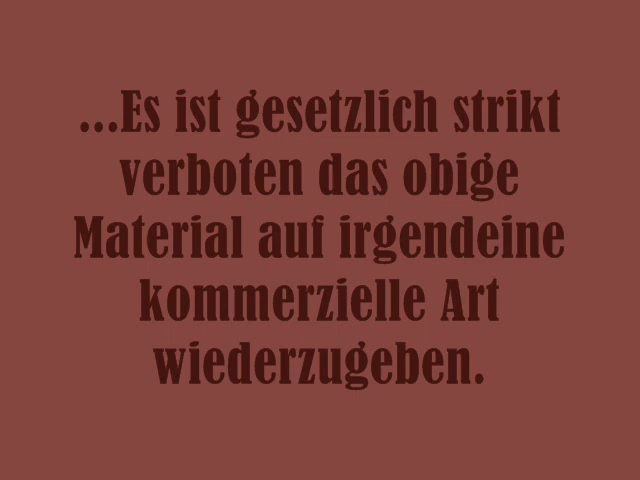 ...Es ist gesetzlich strikt
verboten das obige
Material auf irgendeine
kommerzielle Art
wiederzugeben.